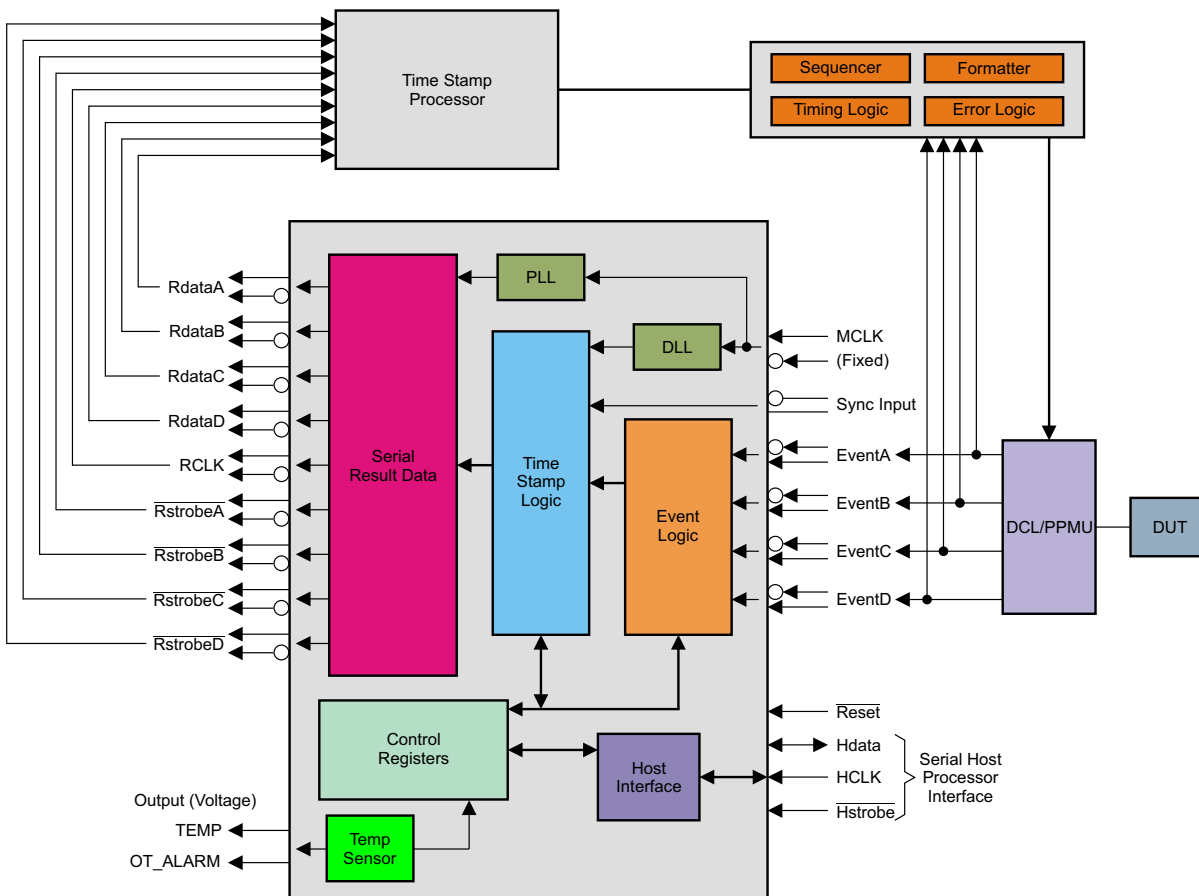 Time Stamp
Processor
Sequencer
Formatter
Timing Logic
Error Logic
RdataA
RdataB
RdataC
RdataD
RCLK
RstrobeA
RstrobeB
RstrobeC
RstrobeD
Serial
Result Data
PLL
DLL
Time
Stamp
Logic
Event
Logic
MCLK
(Fixed)
Sync Input
EventA
EventB
EventC
EventD
DCL/PPMU
DUT
Control
Registers
Host
Interface
Reset
Hdata
HCLK
Hstrobe
Serial Host
Processor
Interface
Output (Voltage)
TEMP
OT_ALARM
Temp
Sensor